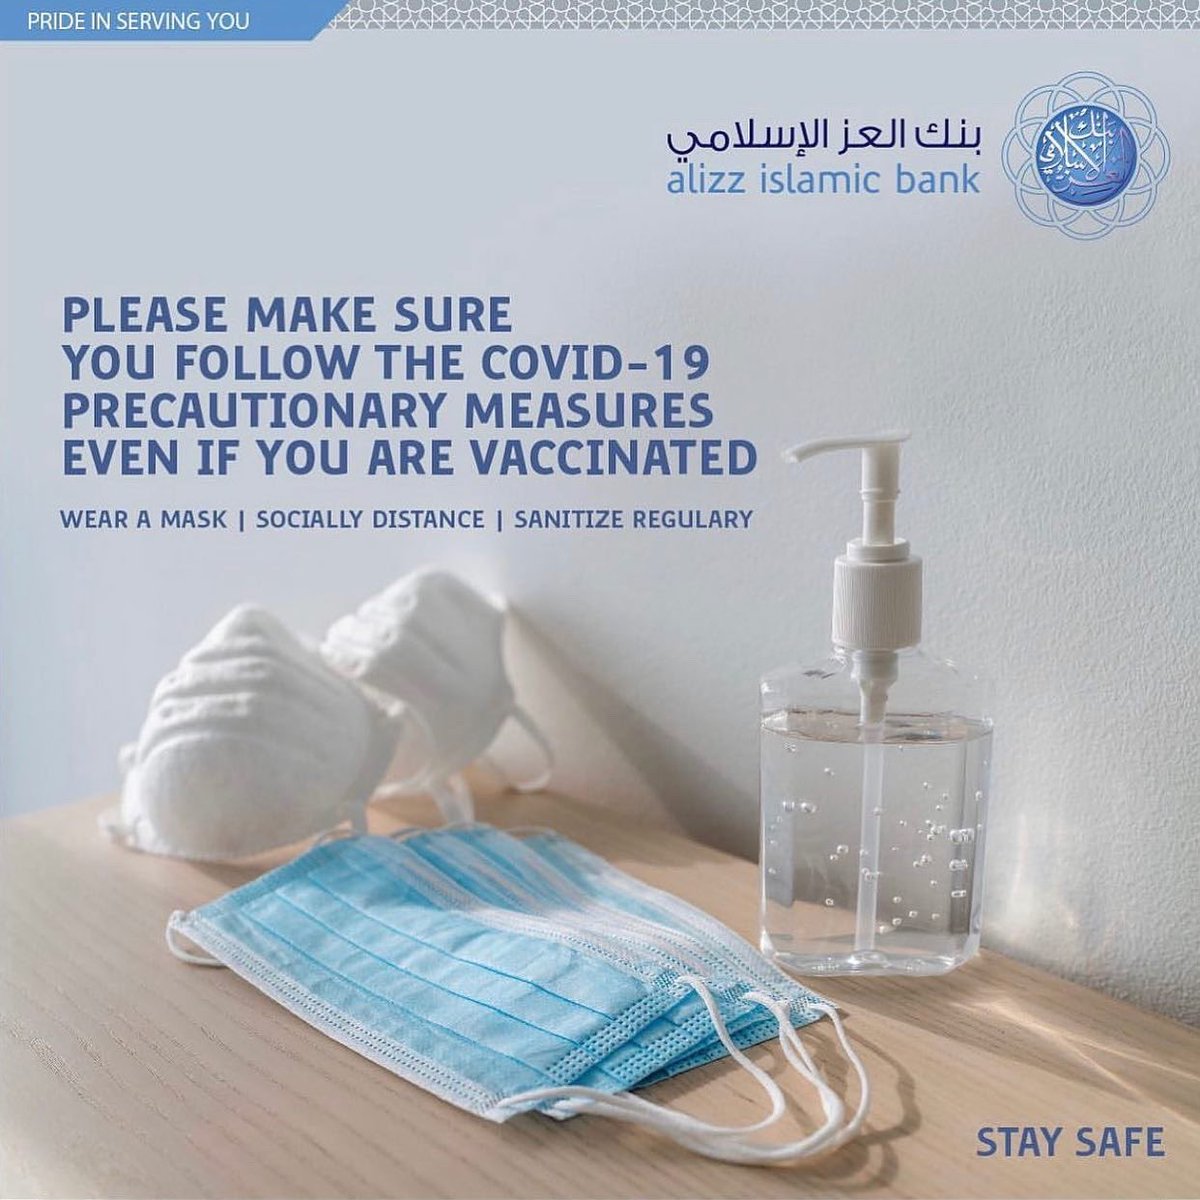 PRIDE IN SERVING YOU
بنك العز الإسلامي
alizz islamic bank
PLEASE MAKE SURE
YOU FOLLOW THE COVID-19
PRECAUTIONARY MEASURES
EVEN IF YOU ARE VACCINATED
WEAR A MASK | SOCIALLY DISTANCE | SANITIZE REGULARY
STAY SAFE